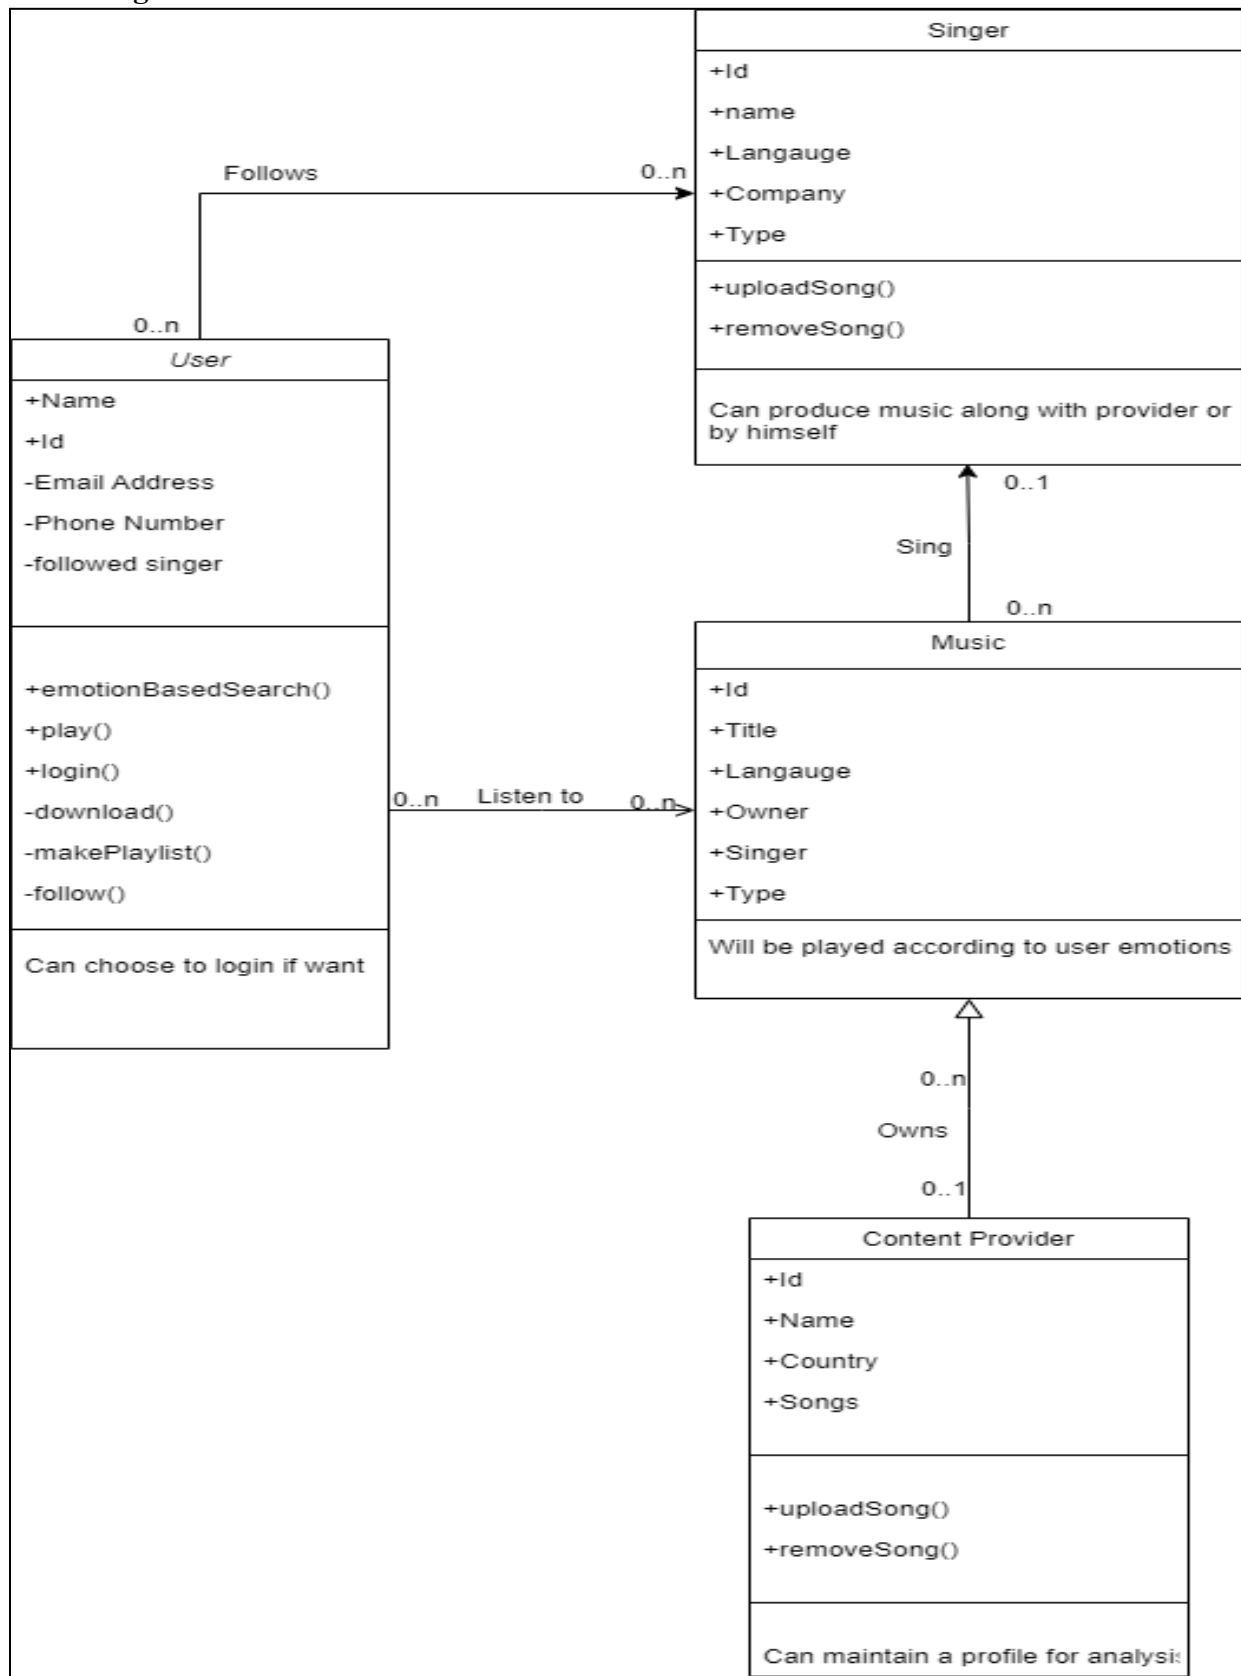 Singer
+Id
+name
+Langauge
+Company
+Type
+uploadSong()
+removeSong()
Can produce music along with provider or
by himself
Follows
0..n
0..n
User
+Name
+Id
-Email Address
-Phone Number
-followed singer
+emotionBasedSearch()
+play()
+login()
-download()
-makePlaylist()
-follow()
Can choose to login if want
0..1
Sing
0..n
0..n
Listen to
0..n
Music
+Id
+Title
+Langauge
+Owner
+Singer
+Type
Will be played according to user emotions
0..n
Owns
0..1
Content Provider
+Id
+Name
+Country
+Songs
+uploadSong()
+removeSong()
Can maintain a profile for